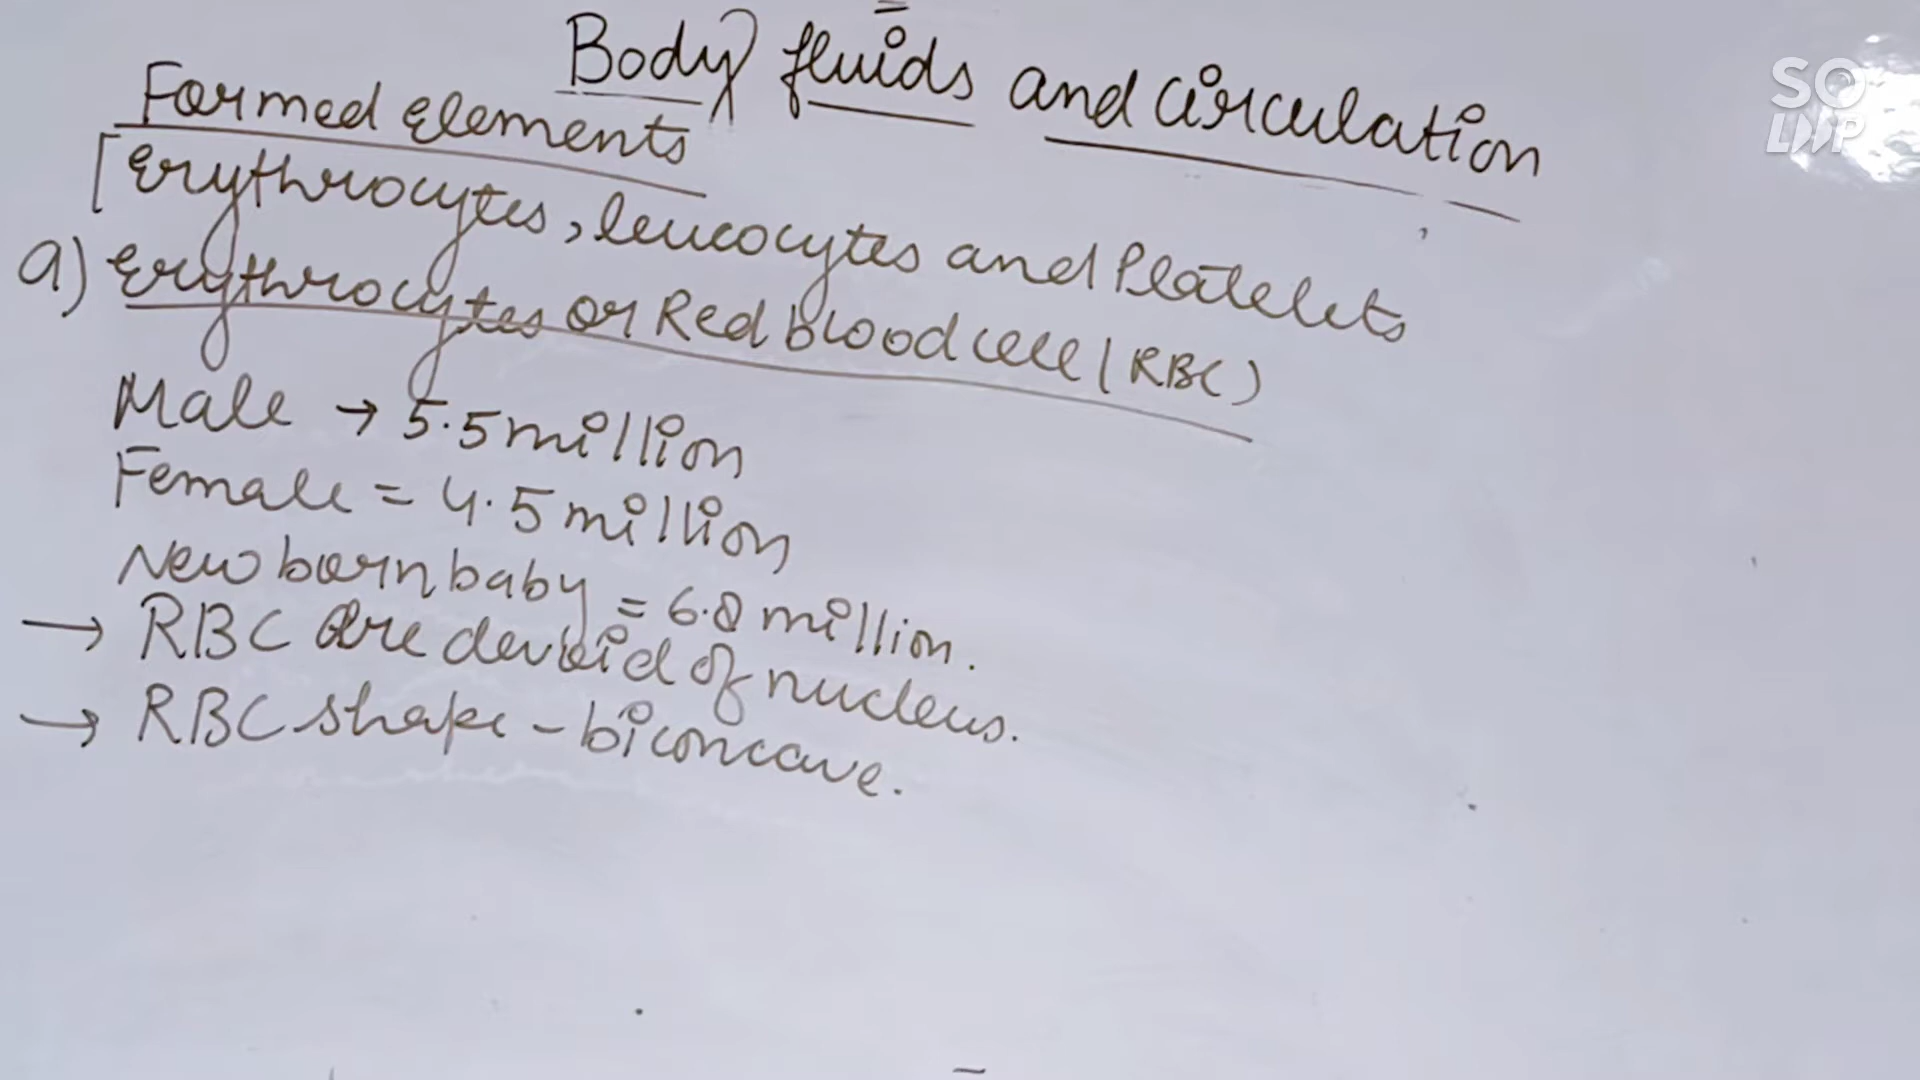 Body fluids and circulation
Formed elements
[Erythrocytes, leucocytes and Platelets
a) Erythrocytes or Red blood cell (RBC)
Male → 5.5 million
Female = 4.5 million
New born baby = 6.8 million.
→ RBC are devoid of nucleus.
→ RBC shape - biconcave.
SO
LOOP